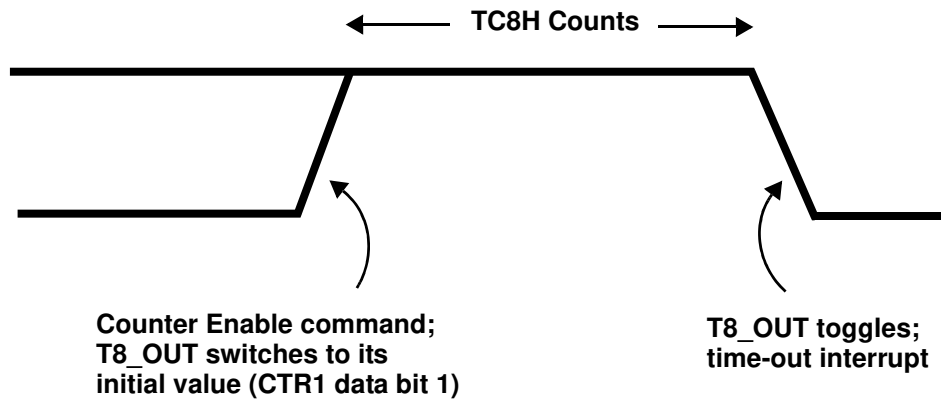 TC8H Counts
Counter Enable command;
T8_OUT switches to its
initial value (CTR1 data bit 1)
T8_OUT toggles;
time-out interrupt